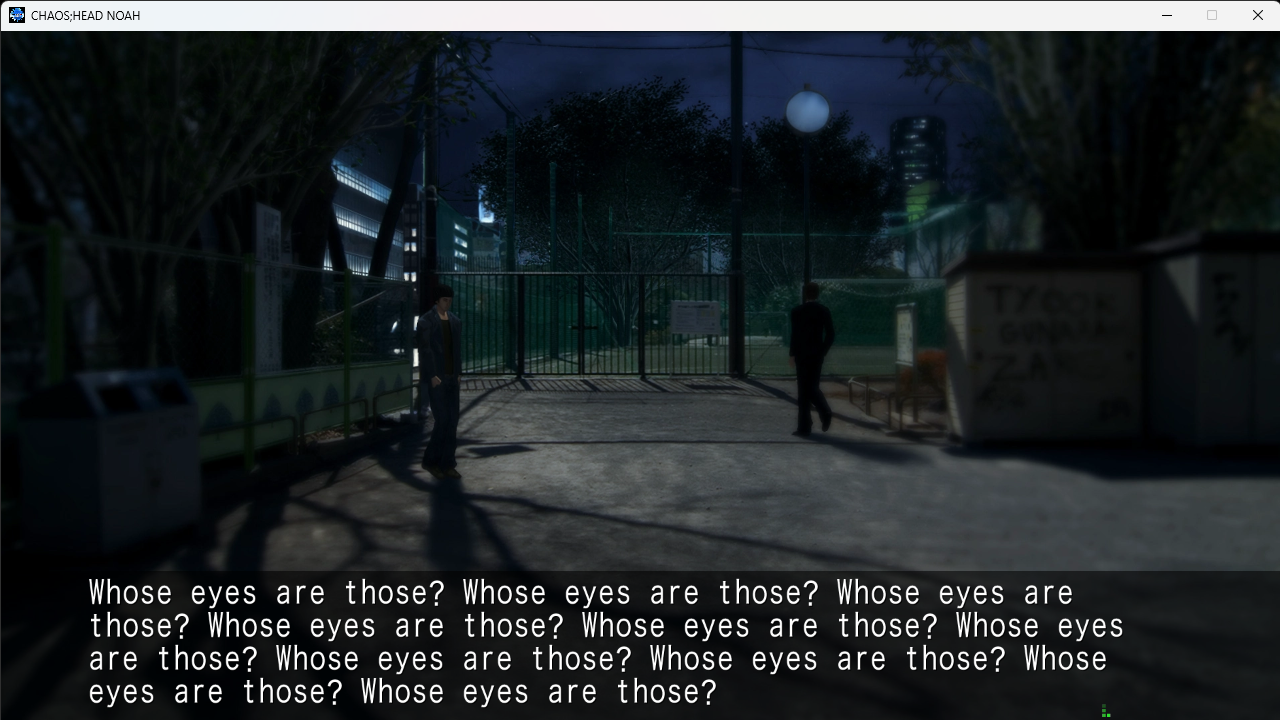 CHAOS;HEAD NOAH
Whose eyes are those? Whose eyes are those? Whose eyes are
those? Whose eyes are those? Whose eyes are those? Whose eyes
are those? Whose eyes are those? Whose eyes are those? Whose
eyes are those? Whose eyes are those?